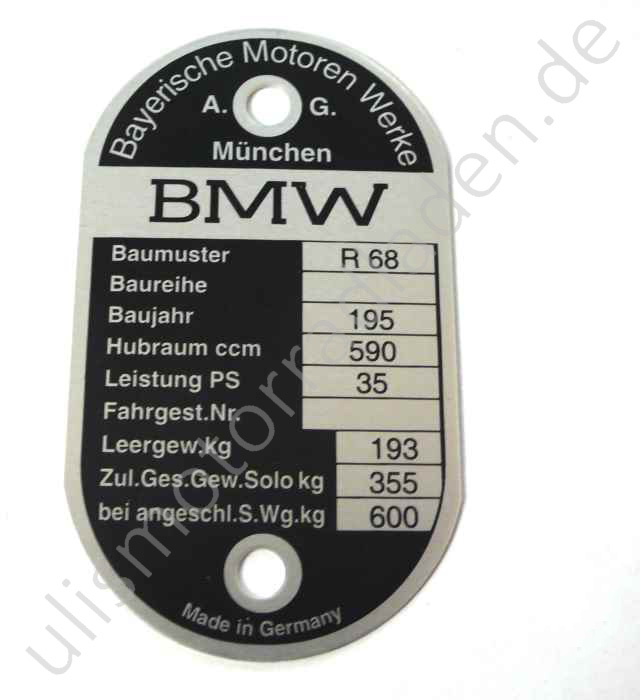 Bayerische Motoren Werke
A. G.
München
BMW
Baumuster R 68
Baureihe
Baujahr 195
Hubraum ccm 590
Leistung PS 35
Fahrgest.Nr.
Leergew.kg 193
Zul.Ges.Gew.Solo kg 355
bei angeschl.S.Wg.kg 600
Made in Germany
ulismotorradladen.de